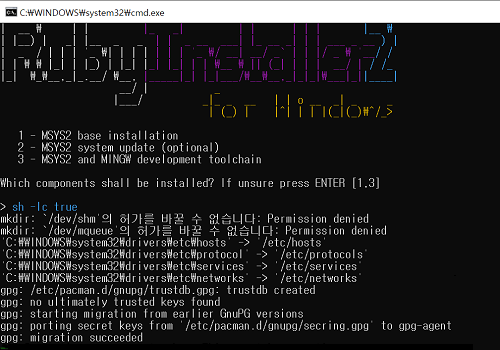 C:₩WINDOWS₩system32₩cmd.exe
RubyInstaller2
for Windows
1 - MSYS2 base installation
2 - MSYS2 system update (optional)
3 - MSYS2 and MINGW development toolchain
Which components shall be installed? If unsure press ENTER [1,3]
> sh -lc true
mkdir: `/dev/shm'의 허가를 바꿀 수 없습니다: Permission denied
mkdir: `/dev/mqueue'의 허가를 바꿀 수 없습니다: Permission denied
'C:₩WINDOWS₩system32₩drivers₩etc₩hosts' -> '/etc/hosts'
'C:₩WINDOWS₩system32₩drivers₩etc₩protocol' -> '/etc/protocols'
'C:₩WINDOWS₩system32₩drivers₩etc₩services' -> '/etc/services'
'C:₩WINDOWS₩system32₩drivers₩etc₩networks' -> '/etc/networks'
gpg: /etc/pacman.d/gnupg/trustdb.gpg: trustdb created
gpg: no ultimately trusted keys found
gpg: starting migration from earlier GnuPG versions
gpg: porting secret keys from '/etc/pacman.d/gnupg/secring.gpg' to gpg-agent
gpg: migration succeeded